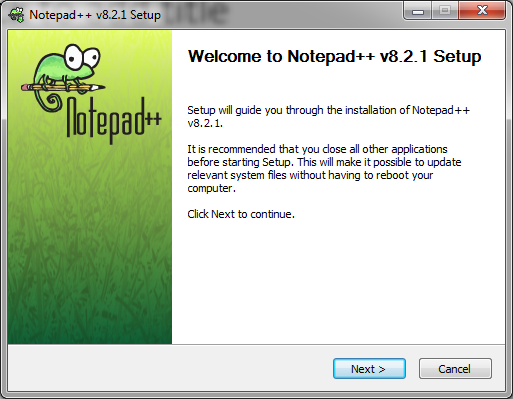 Notepad++ v8.2.1 Setup
Welcome to Notepad++ v8.2.1 Setup
Notepad++
Setup will guide you through the installation of Notepad++
v8.2.1.
It is recommended that you close all other applications
before starting Setup. This will make it possible to update
relevant system files without having to reboot your
computer.
Click Next to continue.
Next >
Cancel